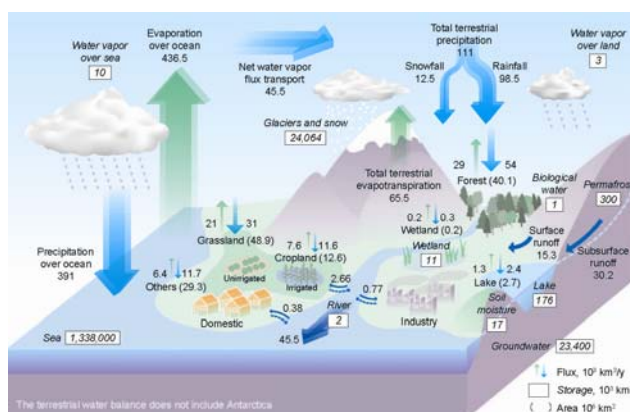 Water vapor
over sea
10
Evaporation
over ocean
436.5
Net water vapor
flux transport
45.5
Total terrestrial
precipitation
111
Snowfall
12.5
Rainfall
98.5
Water vapor
over land
3
Glaciers and snow
24,064
Total terrestrial
evapotranspiration
65.5
29
54
Forest (40.1)
Biological
water
1
Permafros
300
21
31
Grassland (48.9)
0.2
0.3
Wetland (0.2)
Wetland
11
Surface
runoff
15.3
Subsurface
runoff
30.2
Precipitation
over ocean
391
7.6
11.6
Cropland (12.6)
6.4
11.7
Others (29.3)
Unirrigated
Irrigated
2.66
0.77
1.3
2.4
Lake (2.7)
Lake
176
Soil
moisture
17
0.38
Domestic
River
2
Industry
45.5
Sea 1,338,000
Groundwater 23,400
Flux, 10³ km³/y
Storage, 10³ km
Area 10⁶ km²
The terrestrial water balance does not include Antarctica